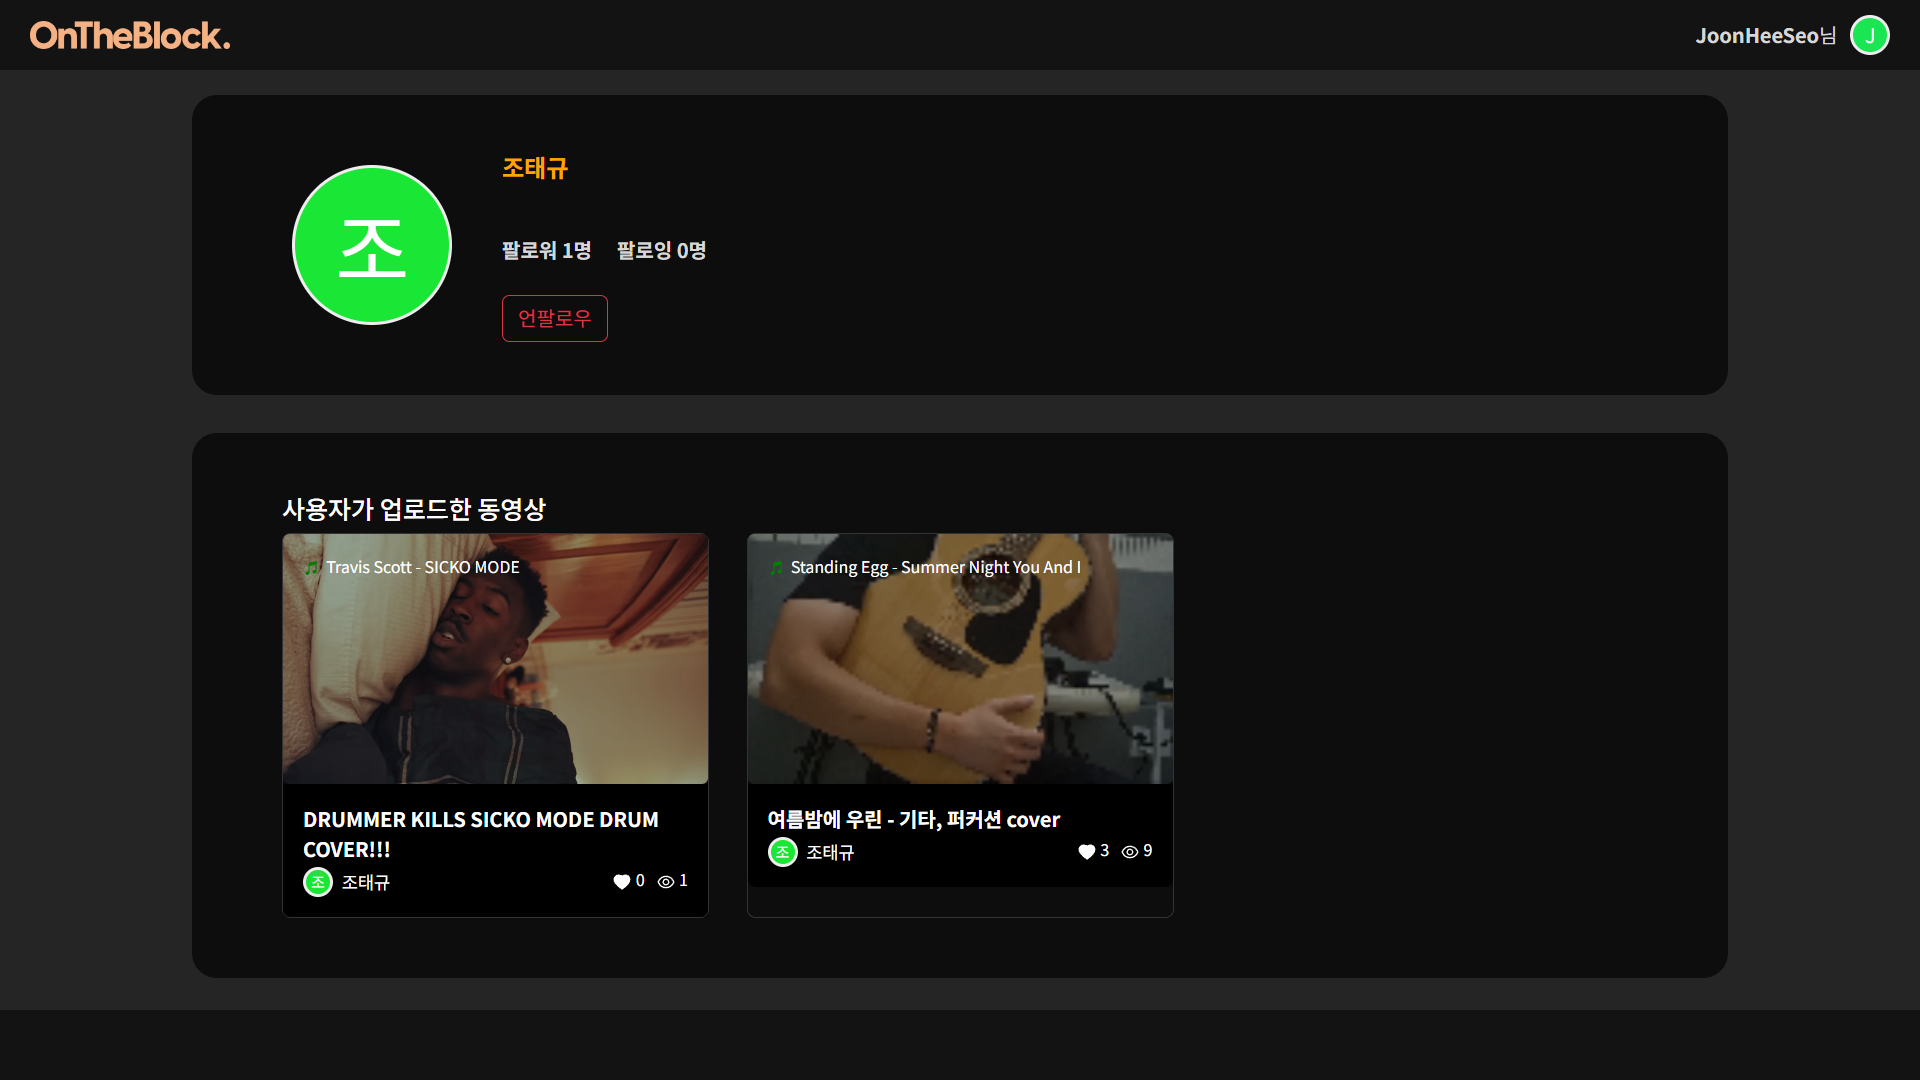 OnTheBlock.
JoonHeeSeo님
J
조
조태규
팔로워 1명 팔로잉 0명
언팔로우
사용자가 업로드한 동영상
Travis Scott - SICKO MODE
DRUMMER KILLS SICKO MODE DRUM
COVER!!!
조 조태규 0 1
Standing Egg - Summer Night You And I
여름밤에 우린 - 기타, 퍼커션 cover
조 조태규 3 9